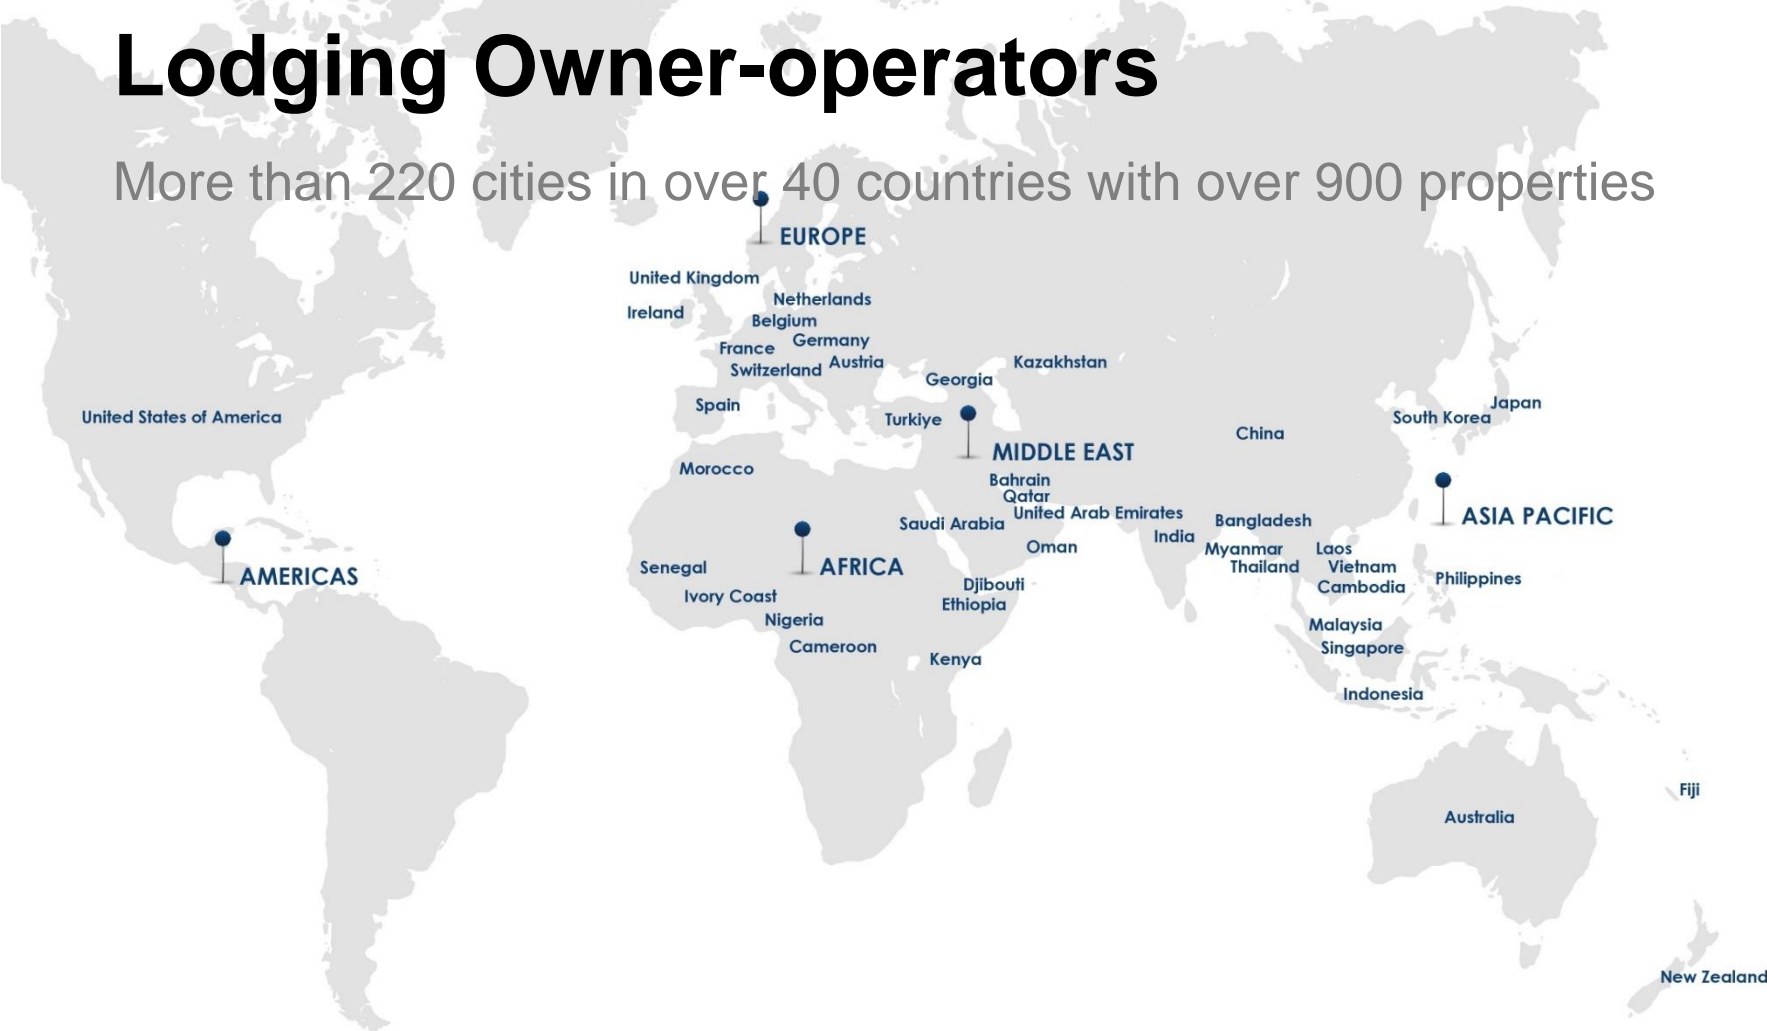 Lodging Owner-operators
More than 220 cities in over 40 countries with over 900 properties
EUROPE
United Kingdom
Netherlands
Ireland
Belgium
Germany
France
Austria
Switzerland
Kazakhstan
Georgia
Spain
Turkiye
United States of America
Japan
South Korea
China
MIDDLE EAST
Morocco
Bahrain
Qatar
United Arab Emirates
Saudi Arabia
ASIA PACIFIC
Bangladesh
India
Oman
Myanmar
Laos
Thailand
Vietnam
AMERICAS
Senegal
AFRICA
Djibouti
Cambodia
Philippines
Ivory Coast
Ethiopia
Nigeria
Malaysia
Cameroon
Singapore
Kenya
Indonesia
Fiji
Australia
New Zealand